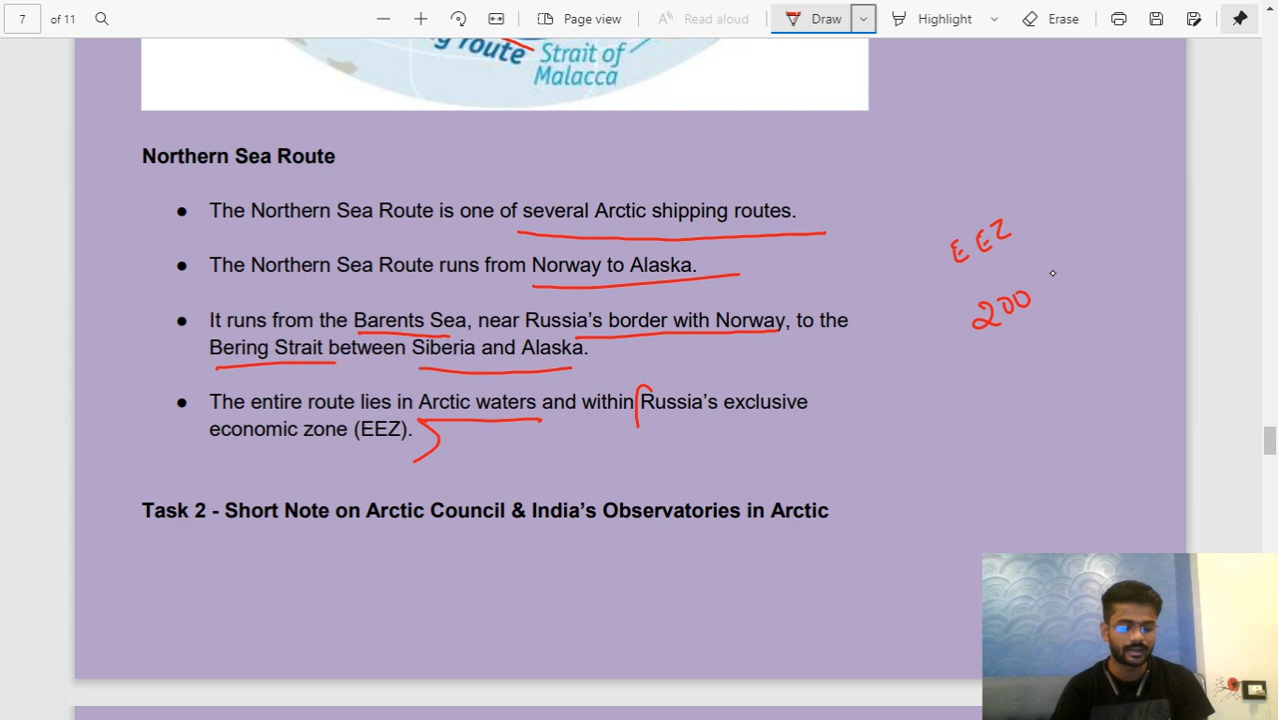 7 of 11 Page view Read aloud Draw Highlight Erase
g route
Strait of
Malacca
Northern Sea Route
● The Northern Sea Route is one of several Arctic shipping routes.
● The Northern Sea Route runs from Norway to Alaska.
● It runs from the Barents Sea, near Russia's border with Norway, to the
Bering Strait between Siberia and Alaska.
● The entire route lies in Arctic waters and within Russia's exclusive
economic zone (EEZ).
EEZ
200
Task 2 - Short Note on Arctic Council & India's Observatories in Arctic